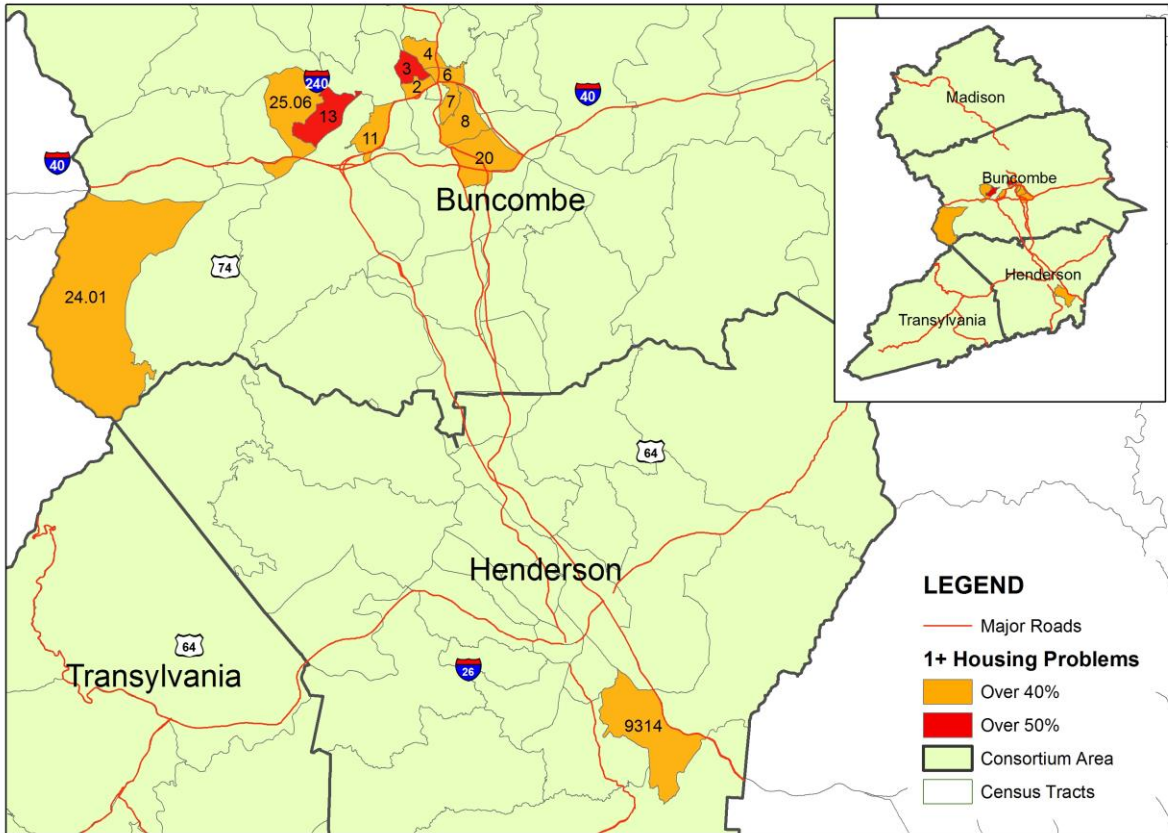 4
3
6
240
2
25.06
7
40
13
8
11
20
40
Buncombe
74
24.01
64
Henderson
64
Transylvania
26
9314
Madison
Buncombe
Henderson
Transylvania
LEGEND
Major Roads
1+ Housing Problems
Over 40%
Over 50%
Consortium Area
Census Tracts